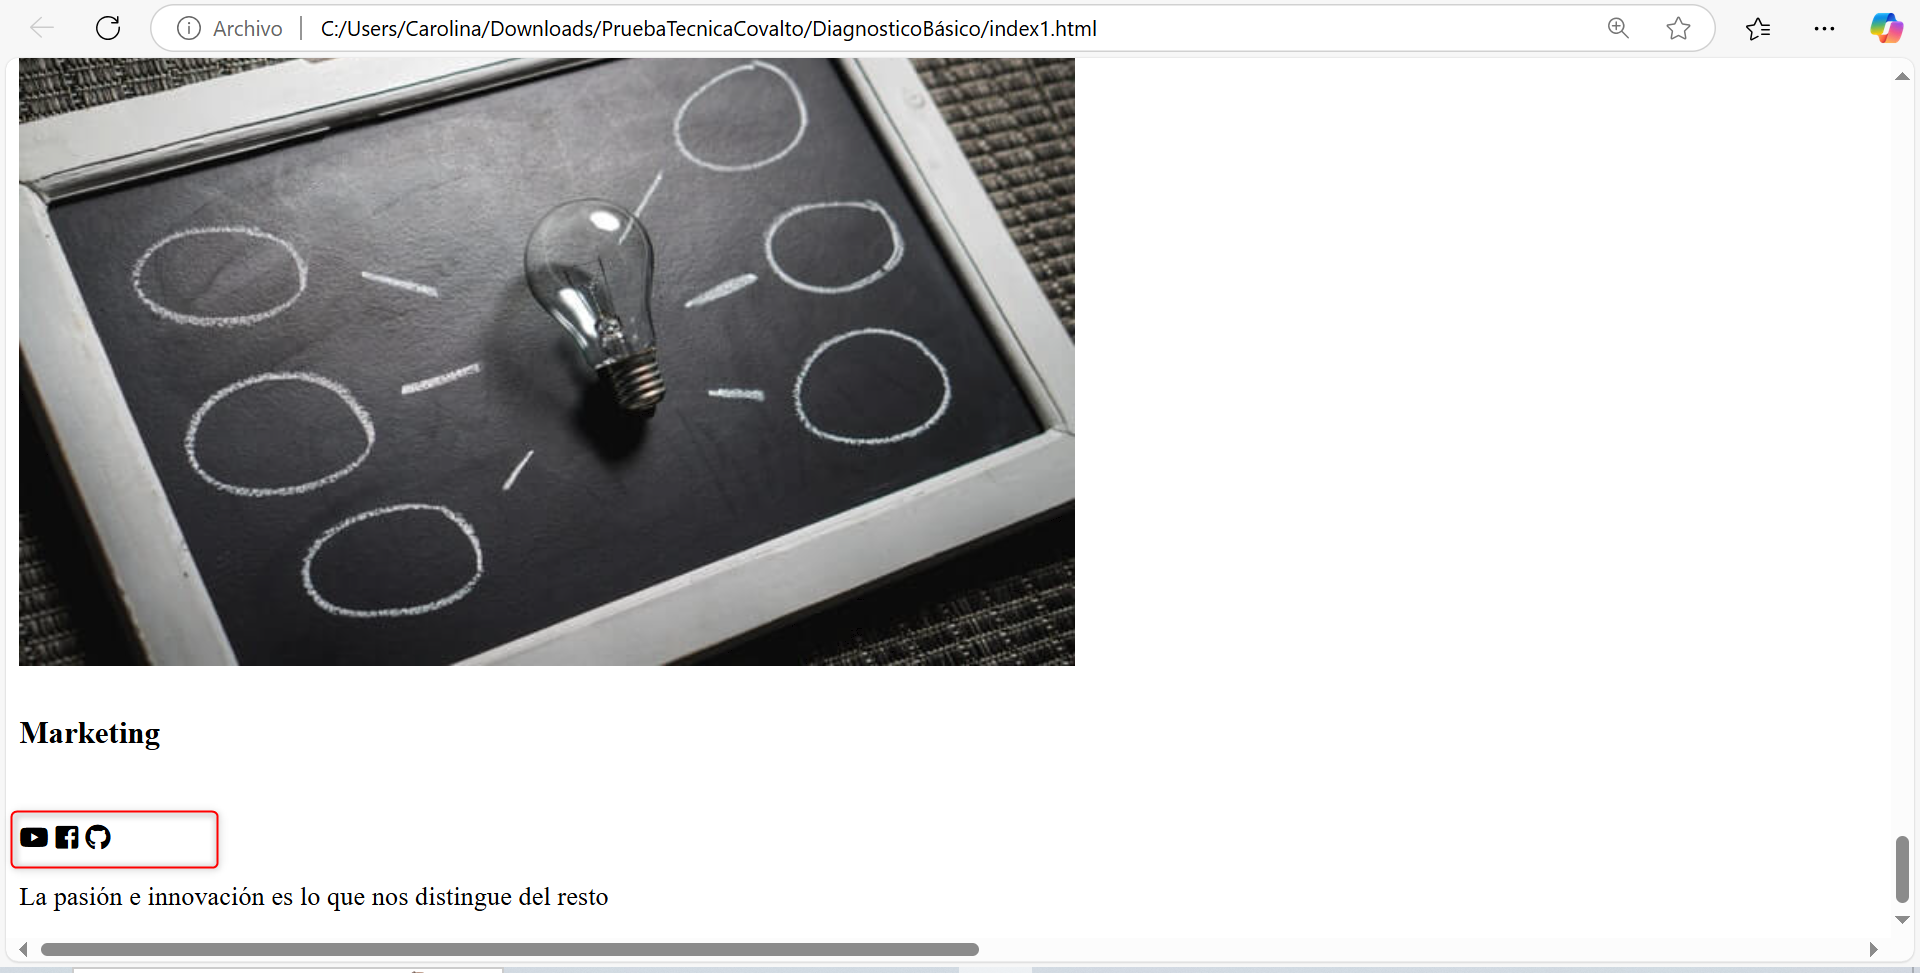 Archivo
C:/Users/Carolina/Downloads/PruebaTecnicaCovalto/DiagnosticoBásico/index1.html
Marketing
La pasión e innovación es lo que nos distingue del resto